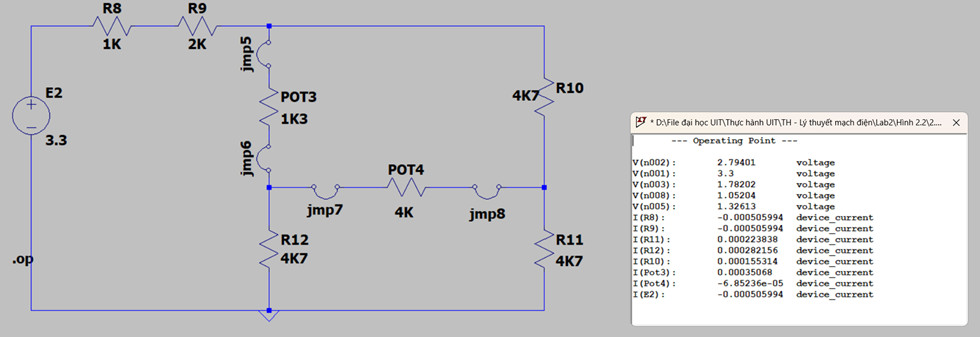 R8
1K
R9
2K
jmp5
E2
3.3
POT3
1K3
R10
4K7
jmp6
POT4
4K
jmp7
jmp8
R12
4K7
R11
4K7
.op
* D:\File đại học UIT\Thực hành UIT\TH - Lý thuyết mạch điện\Lab2\Hình 2.2\2....
--- Operating Point ---
V(n002): 2.79401 voltage
V(n001): 3.3 voltage
V(n003): 1.78202 voltage
V(n008): 1.05204 voltage
V(n005): 1.32613 voltage
I(R8): -0.000505994 device_current
I(R9): -0.000505994 device_current
I(R11): 0.000223838 device_current
I(R12): 0.000282156 device_current
I(R10): 0.000155314 device_current
I(Pot3): 0.00035068 device_current
I(Pot4): -6.85236e-05 device_current
I(E2): -0.000505994 device_current